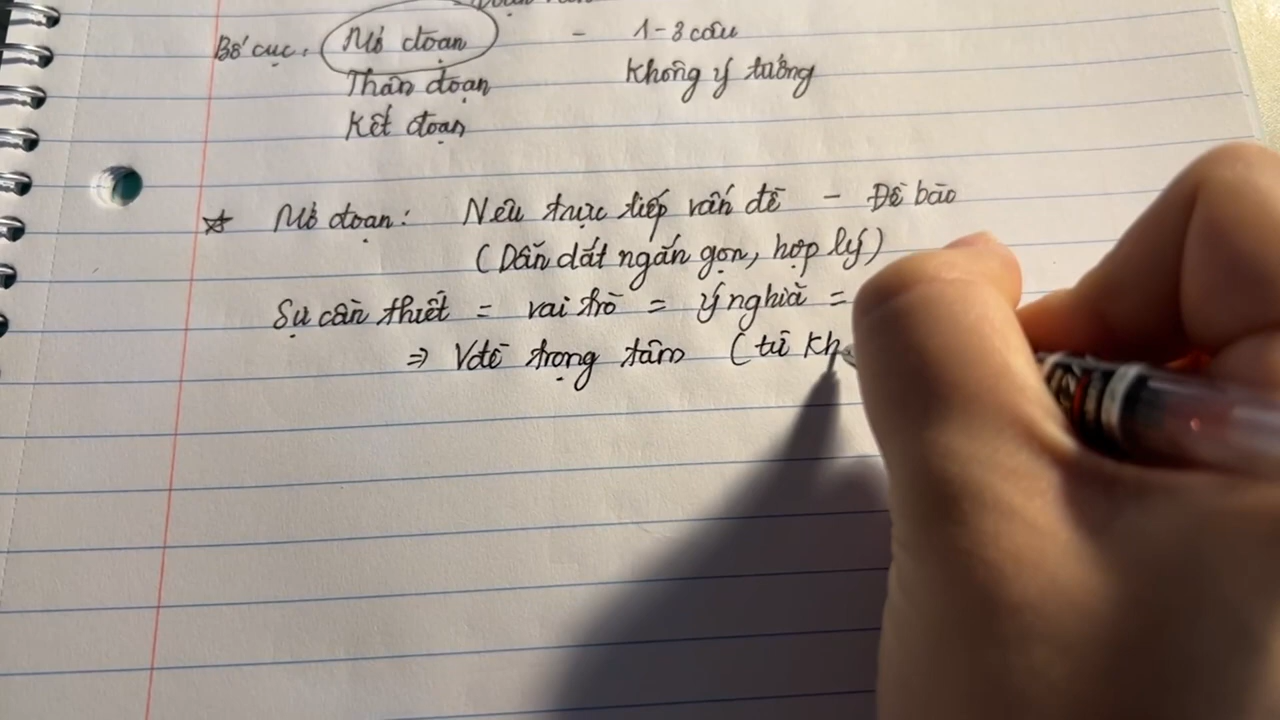 Bố cục: Mở đoạn - 1-3 câu
Thân đoạn Không ý tưởng
Kết đoạn
☆ Mở đoạn: Nêu trực tiếp vấn đề - Đề bào
(Dẫn dắt ngắn gọn, hợp lý)
Sự cần thiết = vai trò = ý nghĩa =
⇒ Vđề trọng tâm (từ kh